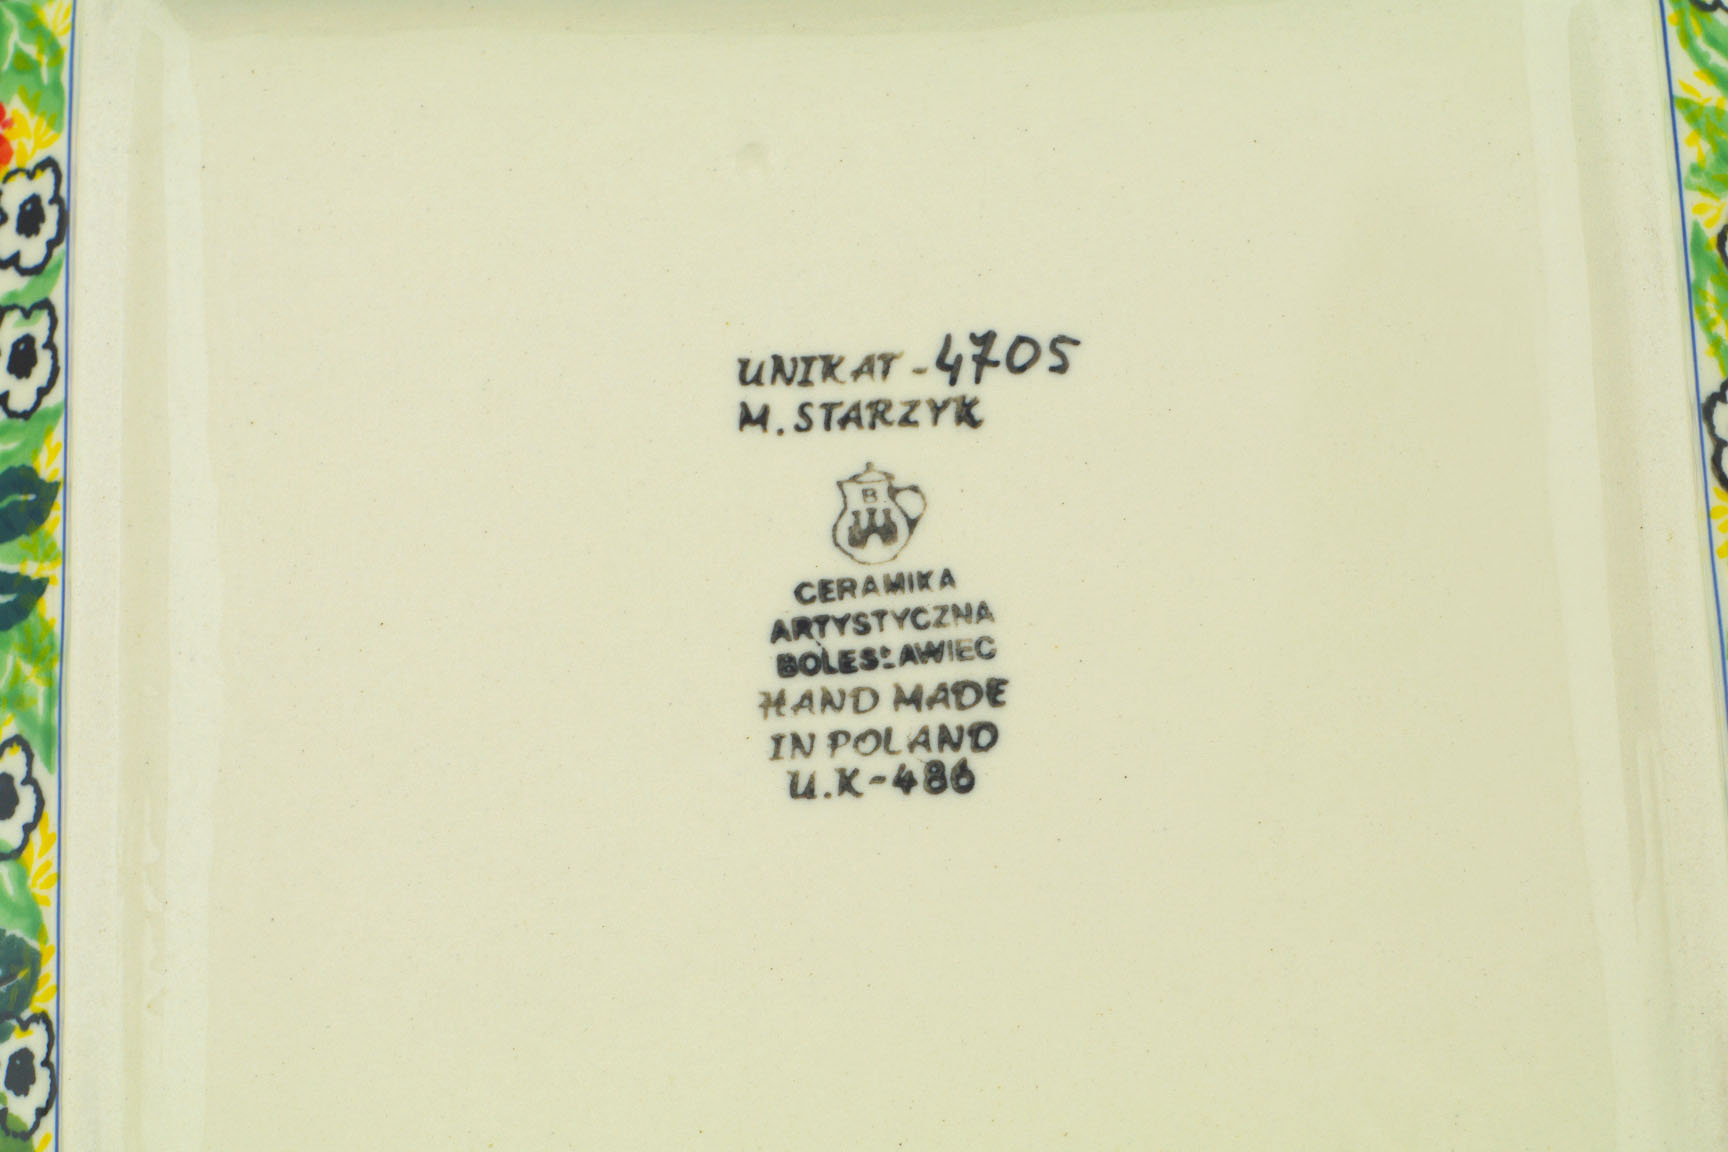 UNIKAT - 4705
M. STARZYK
B
CERAMIKA
ARTYSTYCZNA
BOLESŁAWIEC
HAND MADE
IN POLAND
U.K-486